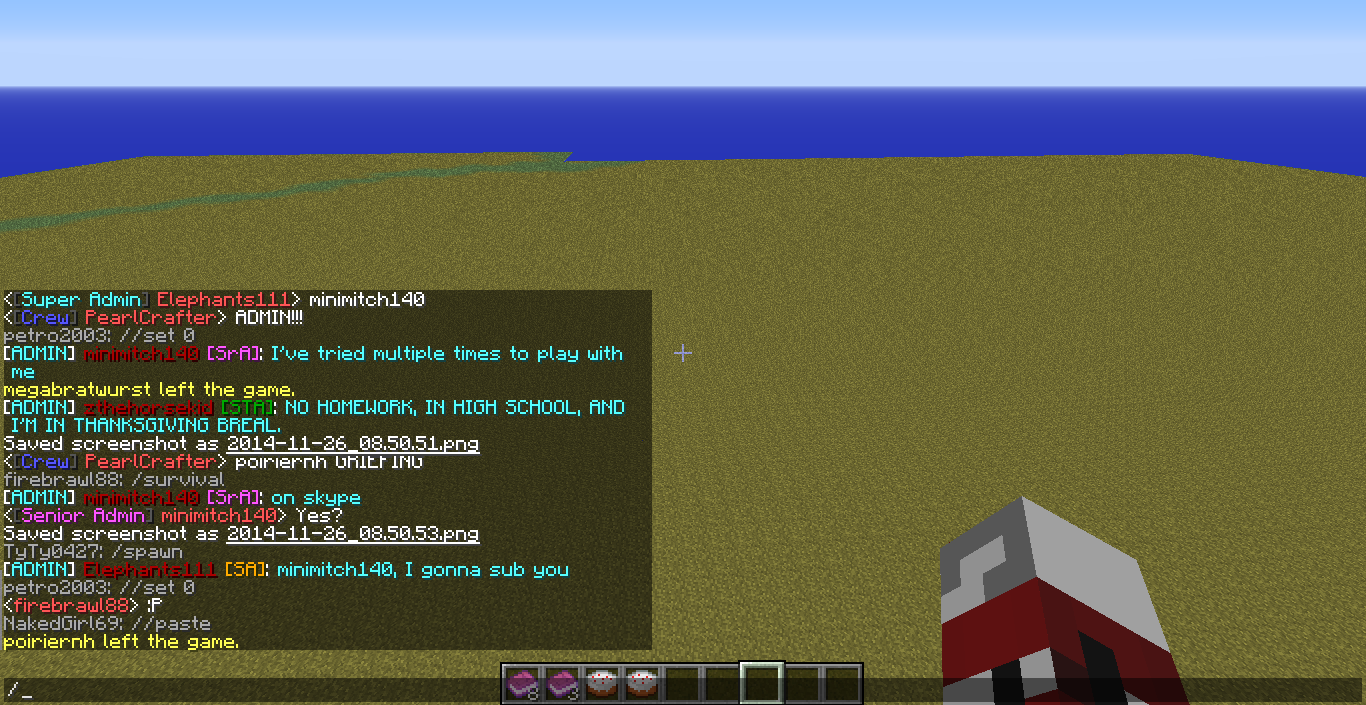 <[Super Admin] Elephants111> minimitch140
<[Crew] PearlCrafter> ADMIN!!!
petro2003: //set 0
[ADMIN] minimitch140 [SrA]: I've tried multiple times to play with
me
megabratwurst left the game.
[ADMIN] zthehorsekid [STA]: NO HOMEWORK, IN HIGH SCHOOL, AND
I'M IN THANKSGIVING BREAL.
Saved screenshot as 2014-11-26_08.50.51.png
<[Crew] PearlCrafter> poiriernh GRIEFING
firebrawl88: /survival
[ADMIN] minimitch140 [SrA]: on skype
<[Senior Admin] minimitch140> Yes?
Saved screenshot as 2014-11-26_08.50.53.png
TyTy0427: /spawn
[ADMIN] Elephants111 [SA]: minimitch140, I gonna sub you
petro2003: //set 0
<firebrawl88> :P
NakedGirl69: //paste
poiriernh left the game.
8 3
/_